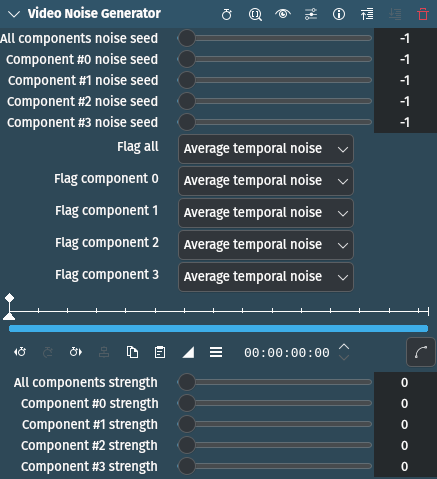 Video Noise Generator
All components noise seed -1
Component #0 noise seed -1
Component #1 noise seed -1
Component #2 noise seed -1
Component #3 noise seed -1
Flag all Average temporal noise
Flag component 0 Average temporal noise
Flag component 1 Average temporal noise
Flag component 2 Average temporal noise
Flag component 3 Average temporal noise
00:00:00:00
All components strength 0
Component #0 strength 0
Component #1 strength 0
Component #2 strength 0
Component #3 strength 0